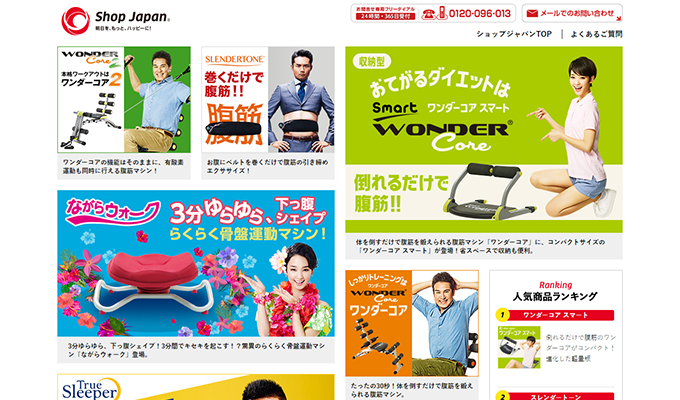 Shop Japan®
明日を、もっと、ハッピーに!
お問合せ専用フリーダイヤル
24時間・365日受付
0120-096-013
メールでのお問い合わせ
ショップジャパンTOP
よくあるご質問
WONDER
Core 2
本格ワークアウトは
ワンダーコア2
ワンダーコアの機能はそのままに、有酸素
運動も同時に行える腹筋マシン!
SLENDERTONE®
巻くだけで
腹筋!!
腹筋
お腹にベルトを巻くだけで腹筋の引き締め
エクササイズ!
収納型
おてがるダイエットは
Smart ワンダーコア スマート
WONDER®
Core
倒れるだけで
腹筋!!
体を倒すだけで腹筋を鍛えられる腹筋マシン「ワンダーコア」に、コンパクトサイズの
「ワンダーコア スマート」が登場!省スペースで収納も便利。
ながらウォーク
3分ゆらゆら、下っ腹
シェイプ
らくらく骨盤運動マシン!
3分ゆらゆら、下っ腹シェイプ!3分間でキセキを起こす!?驚異のらくらく骨盤運動マシ
ン「ながらウォーク」登場。
しっかりトレーニングは
ワンダーコア
WONDER
Core
ワンダーコア
たったの30秒!体を倒すだけで腹筋を鍛え
られる腹筋マシン。
Ranking
人気商品ランキング
1 ワンダーコア スマート
倒れるだけで腹筋のワン
ダーコアがコンパクト!
進化した軽量版
2 スレンダートーン
True
Sleeper